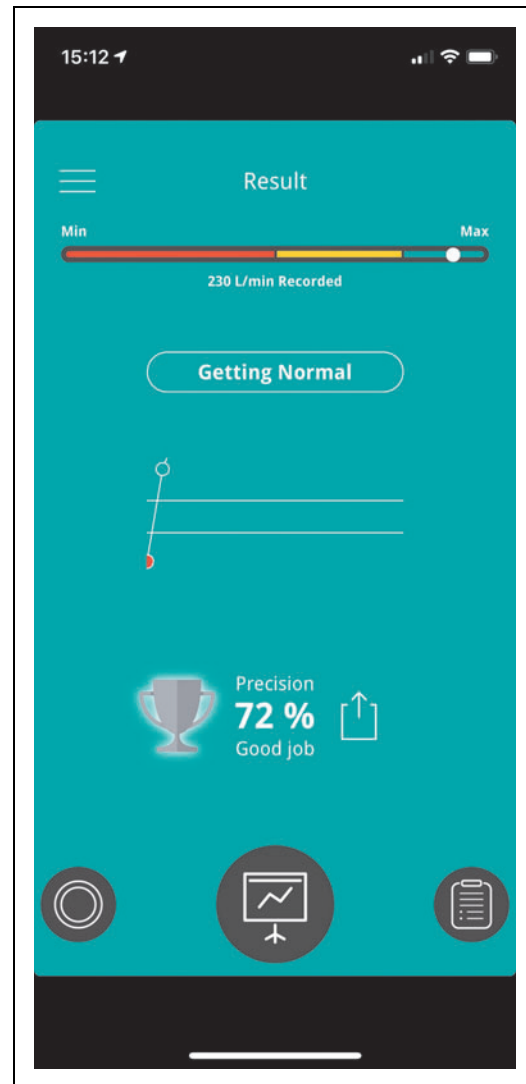 15:12
Result
Min Max
230 L/min Recorded
Getting Normal
Precision
72 %
Good job